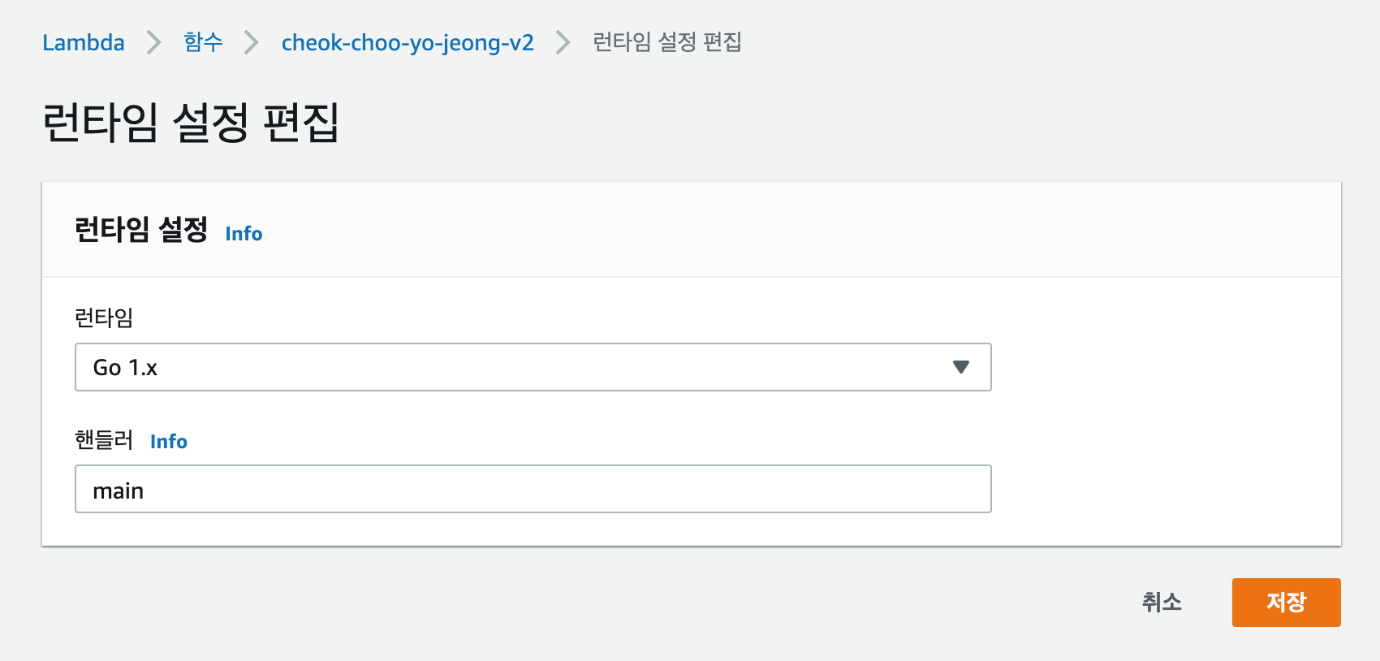 Lambda > 함수 > cheok-choo-yo-jeong-v2 > 런타임 설정 편집
런타임 설정 편집
런타임 설정 Info
런타임
Go 1.x
핸들러 Info
main
취소 저장